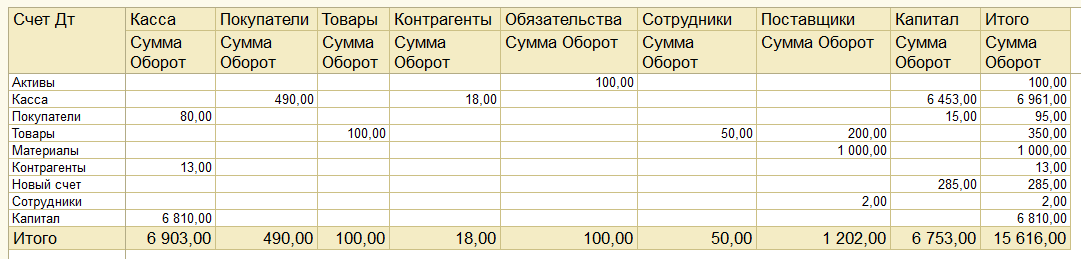 Счет Дт Касса Покупатели Товары Контрагенты Обязательства Сотрудники Поставщики Капитал Итого
Сумма Сумма Сумма Сумма Сумма Оборот Сумма Сумма Оборот Сумма Сумма
Оборот Оборот Оборот Оборот Оборот Оборот Оборот
Активы 100,00 100,00
Касса 490,00 18,00 6 453,00 6 961,00
Покупатели 80,00 15,00 95,00
Товары 100,00 50,00 200,00 350,00
Материалы 1 000,00 1 000,00
Контрагенты 13,00 13,00
Новый счет 285,00 285,00
Сотрудники 2,00 2,00
Капитал 6 810,00 6 810,00
Итого 6 903,00 490,00 100,00 18,00 100,00 50,00 1 202,00 6 753,00 15 616,00